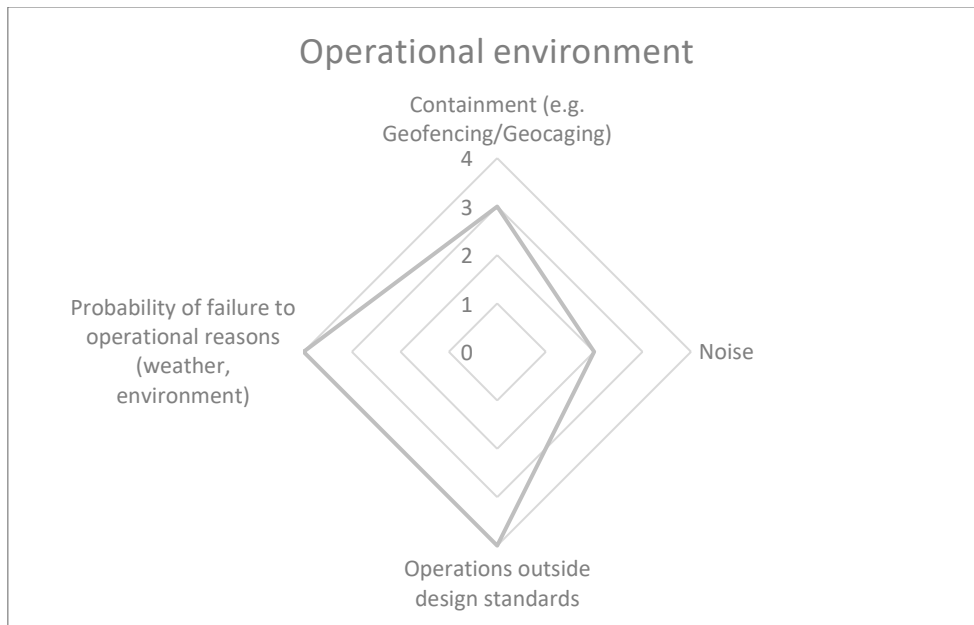 Operational environment
Containment (e.g.
Geofencing/Geocaging)
4
3
2
1
0
Probability of failure to
operational reasons
(weather,
environment)
Noise
Operations outside
design standards